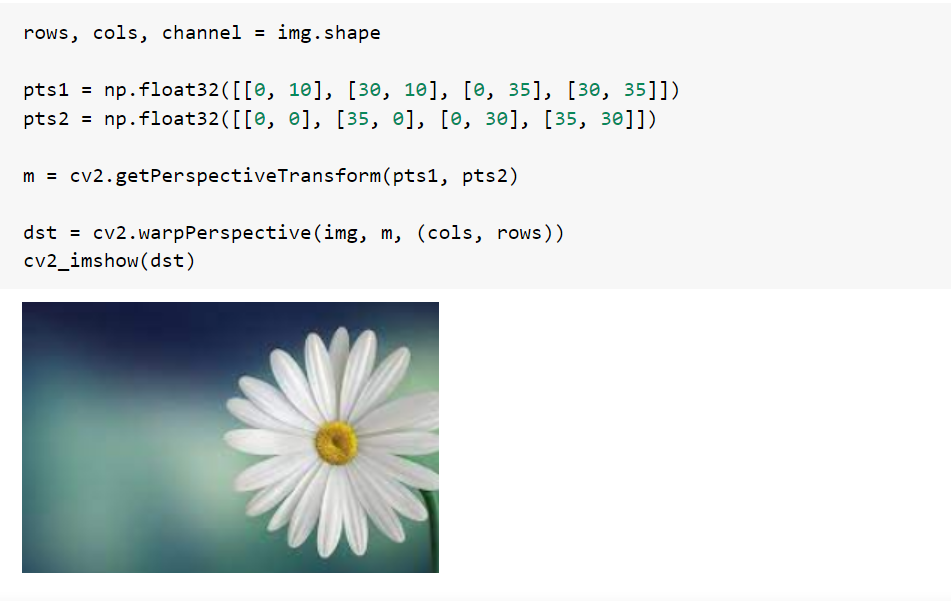 rows, cols, channel = img.shape
pts1 = np.float32([[0, 10], [30, 10], [0, 35], [30, 35]])
pts2 = np.float32([[0, 0], [35, 0], [0, 30], [35, 30]])
m = cv2.getPerspectiveTransform(pts1, pts2)
dst = cv2.warpPerspective(img, m, (cols, rows))
cv2_imshow(dst)